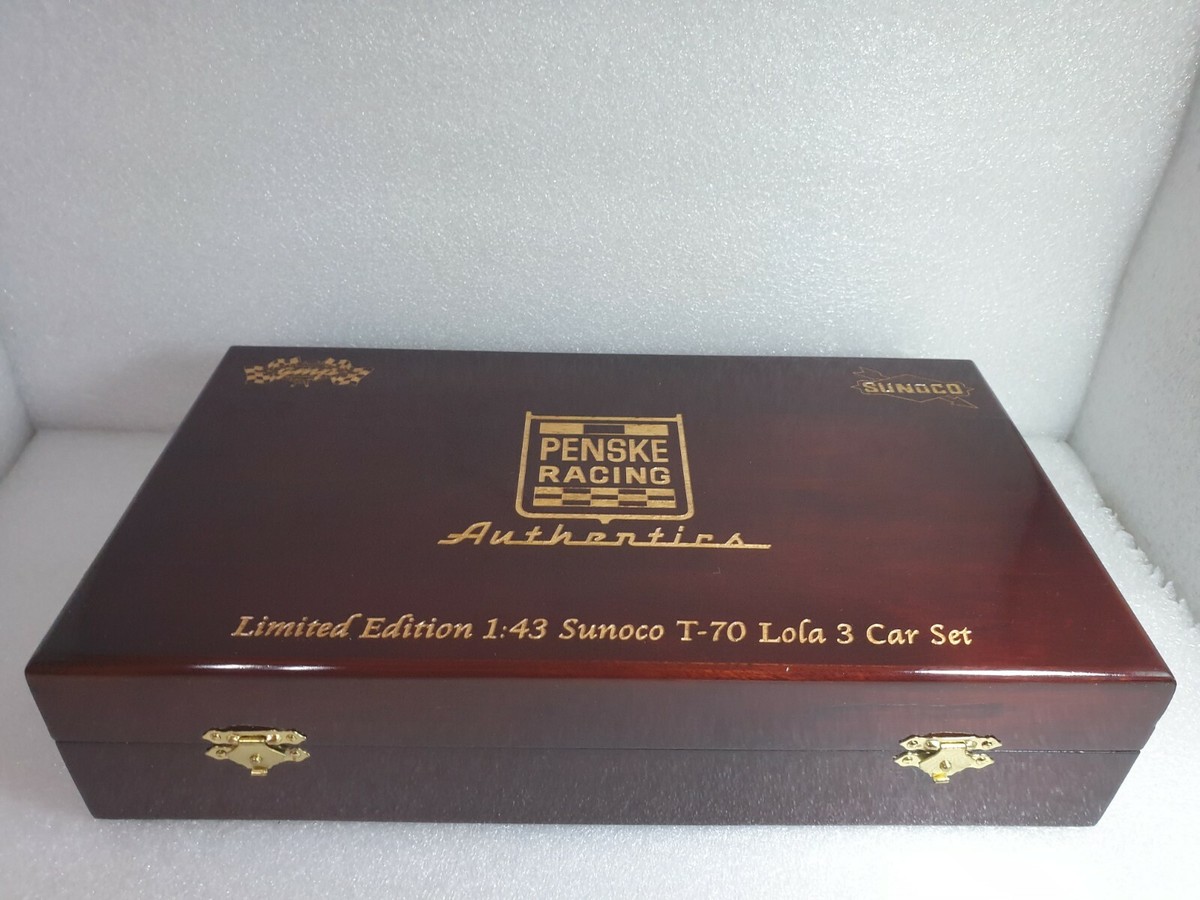 gmp
SUNOCO
PENSKE
RACING
Authentics
Limited Edition 1:43 Sunoco T-70 Lola 3 Car Set